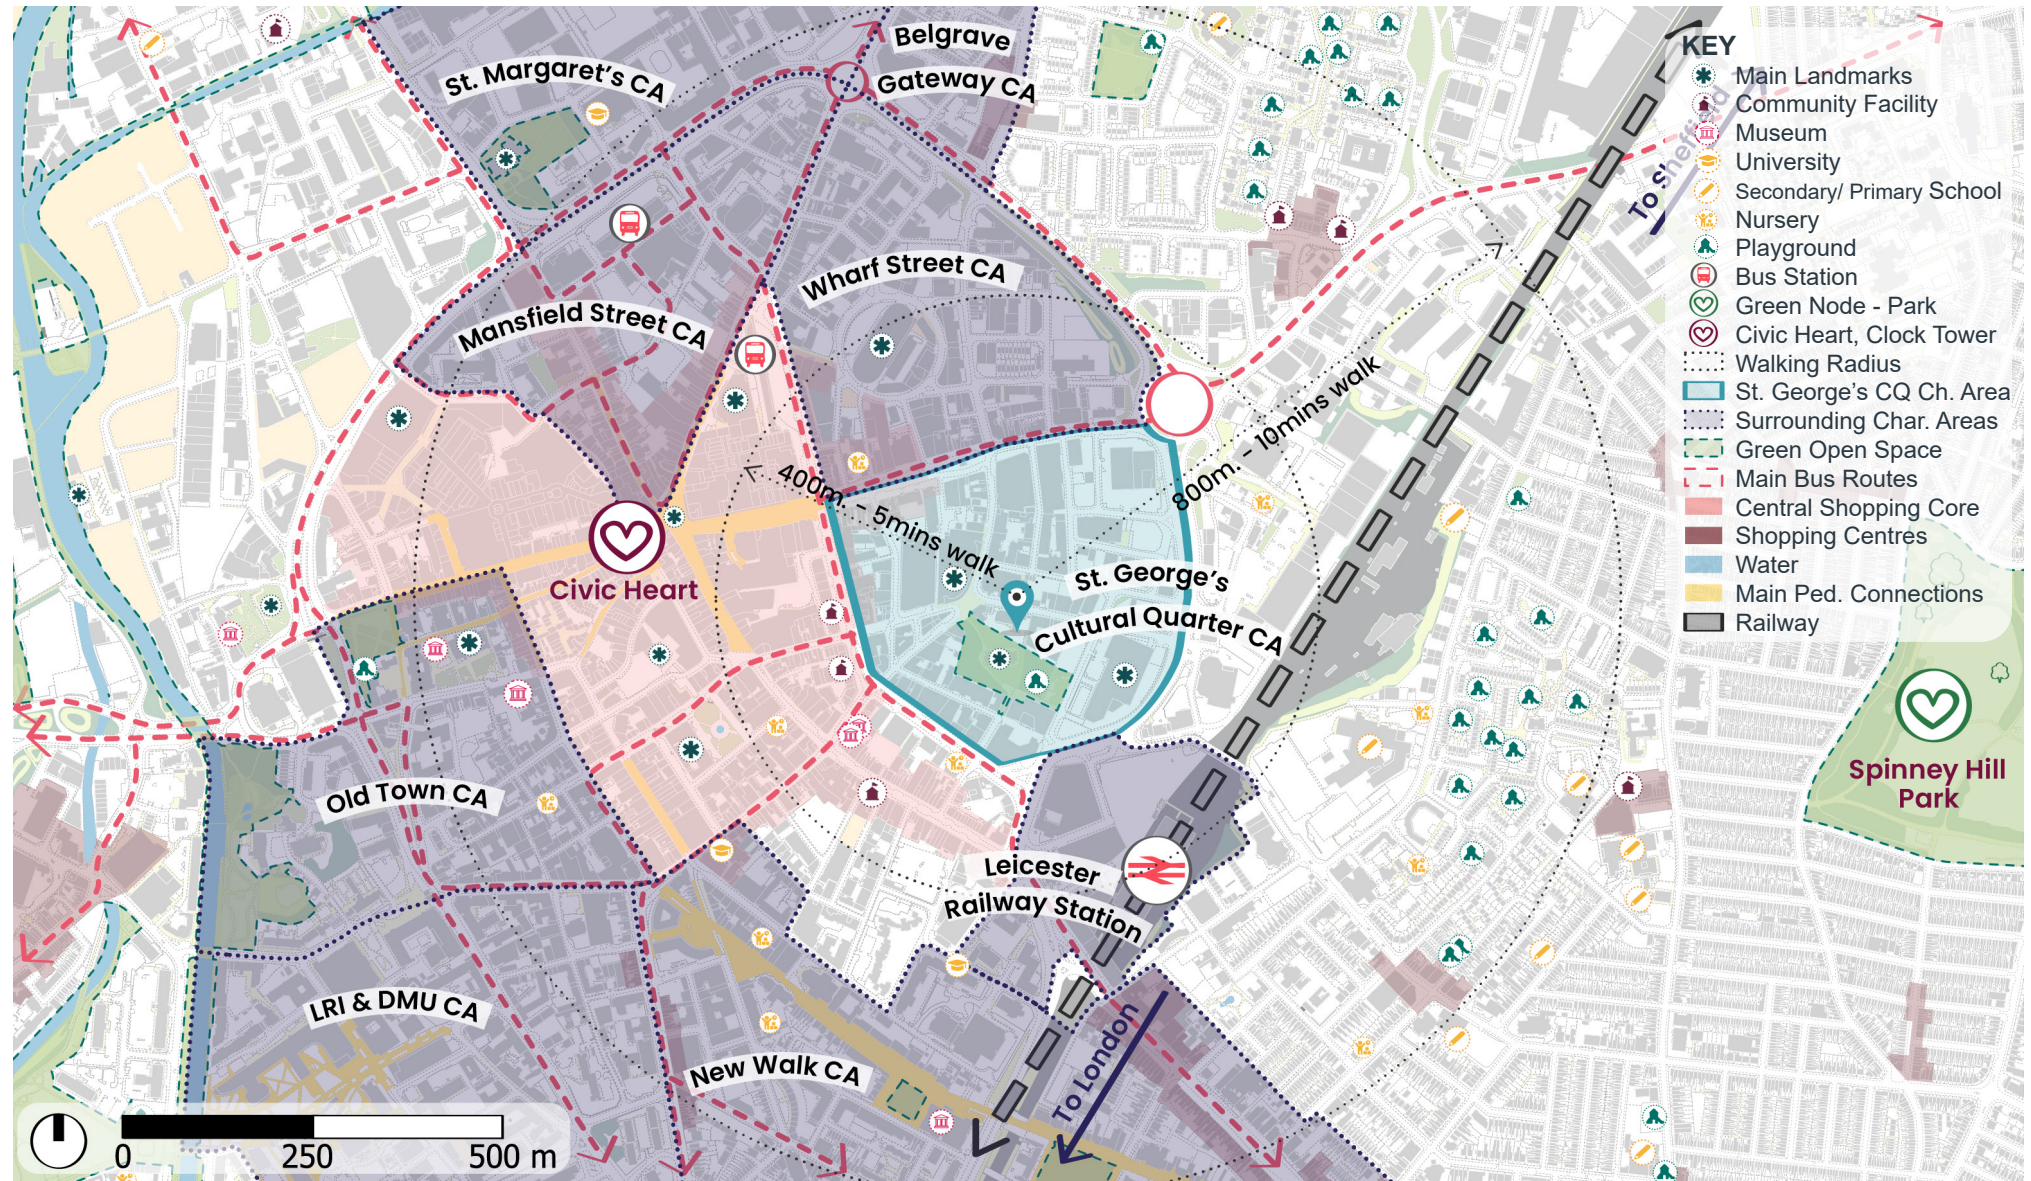 Belgrave
Gateway CA
St. Margaret's CA
Wharf Street CA
Mansfield Street CA
400m. - 5mins walk
800m. - 10mins walk
Civic Heart
St. George's
Cultural Quarter CA
Old Town CA
Leicester
Railway Station
LRI & DMU CA
New Walk CA
To London
To Sheffield
Spinney Hill
Park
KEY
Main Landmarks
Community Facility
Museum
University
Secondary/ Primary School
Nursery
Playground
Bus Station
Green Node - Park
Civic Heart, Clock Tower
Walking Radius
St. George's CQ Ch. Area
Surrounding Char. Areas
Green Open Space
Main Bus Routes
Central Shopping Core
Shopping Centres
Water
Main Ped. Connections
Railway
0 250 500 m